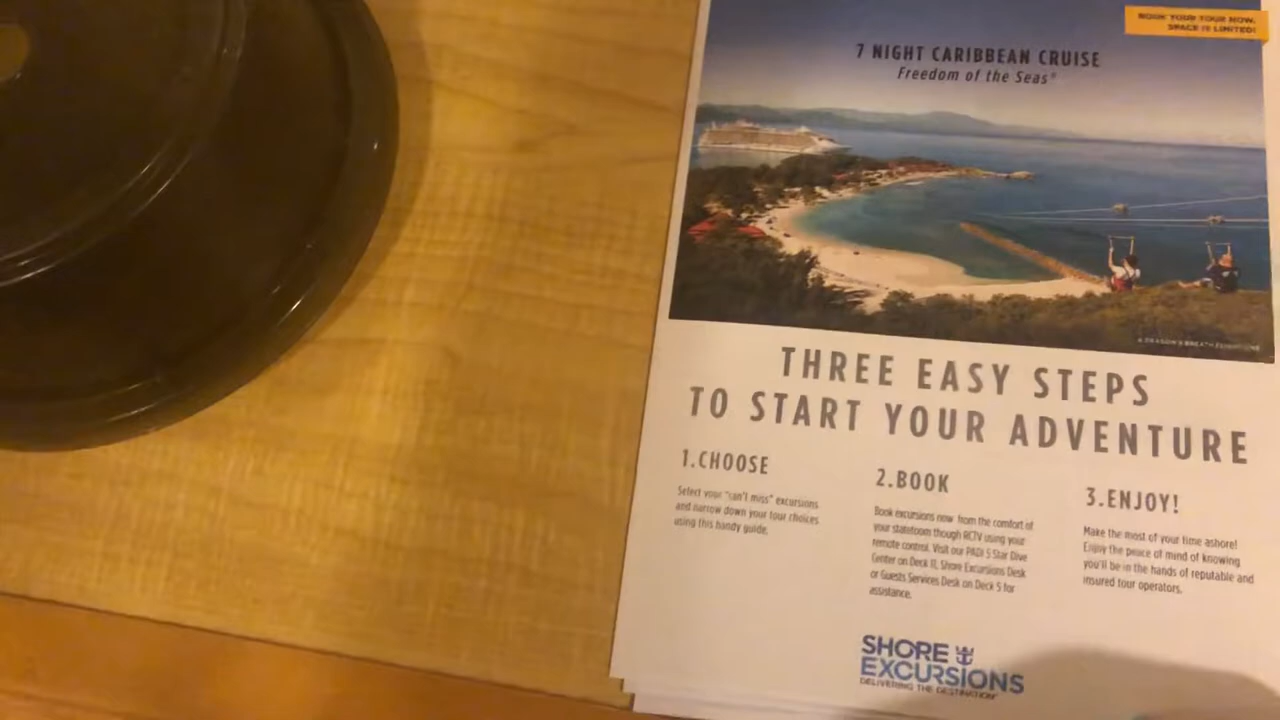 BOOK YOUR TOUR NOW.
SPACE IS LIMITED!
7 NIGHT CARIBBEAN CRUISE
Freedom of the Seas®
THREE EASY STEPS
TO START YOUR ADVENTURE
1.CHOOSE
Select your "can't miss" excursions
and narrow down your tour choices
using this handy guide.
2.BOOK
Book excursions now from the comfort of
your stateroom though RCTV using your
remote control. Visit our PADI 5 Star Dive
Center on Deck 11, Shore Excursions Desk
or Guests Services Desk on Deck 5 for
assistance.
3.ENJOY!
Make the most of your time ashore!
Enjoy the peace of mind of knowing
you'll be in the hands of reputable and
insured tour operators.
SHORE
EXCURSIONS
DELIVERING THE DESTINATION